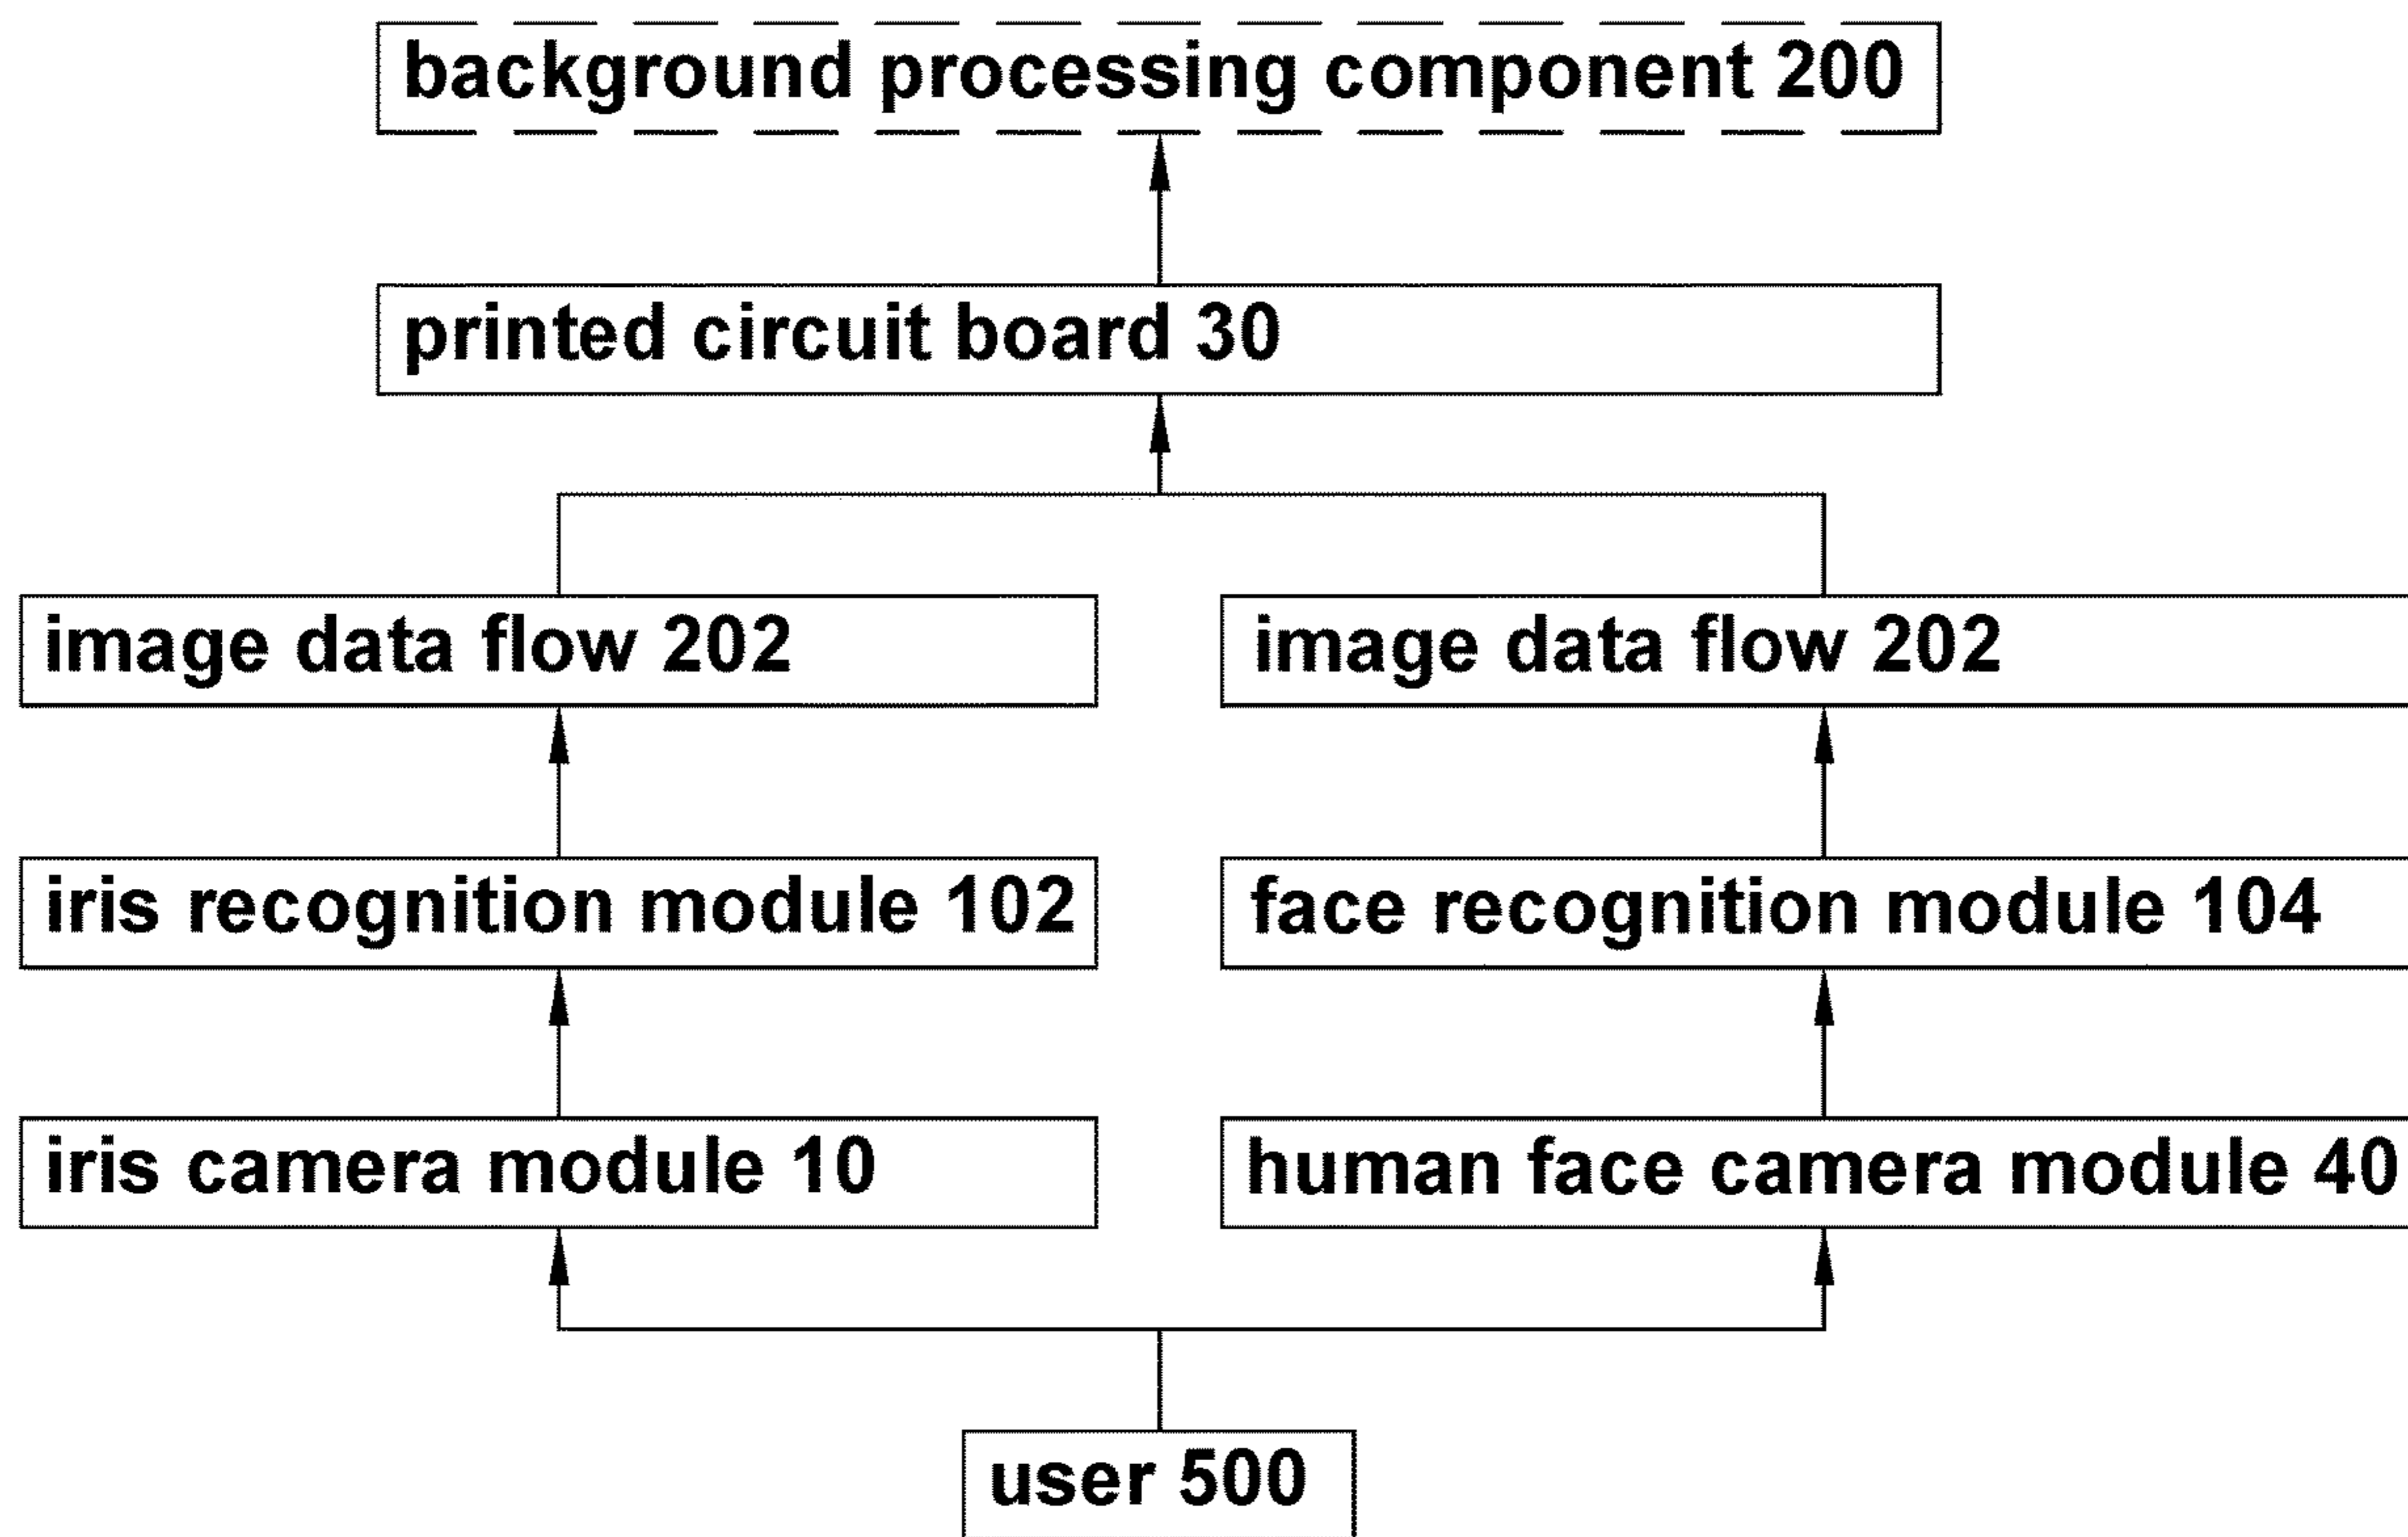 background processing component 200
printed circuit board 30
image data flow 202
image data flow 202
iris recognition module 102
face recognition module 104
iris camera module 10
human face camera module 40
user 500